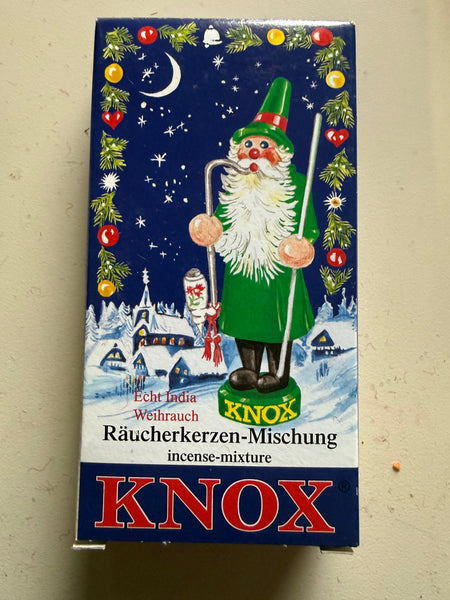 Echt India
Weihrauch
KNOX
Räucherkerzen-Mischung
incense-mixture
KNOX®